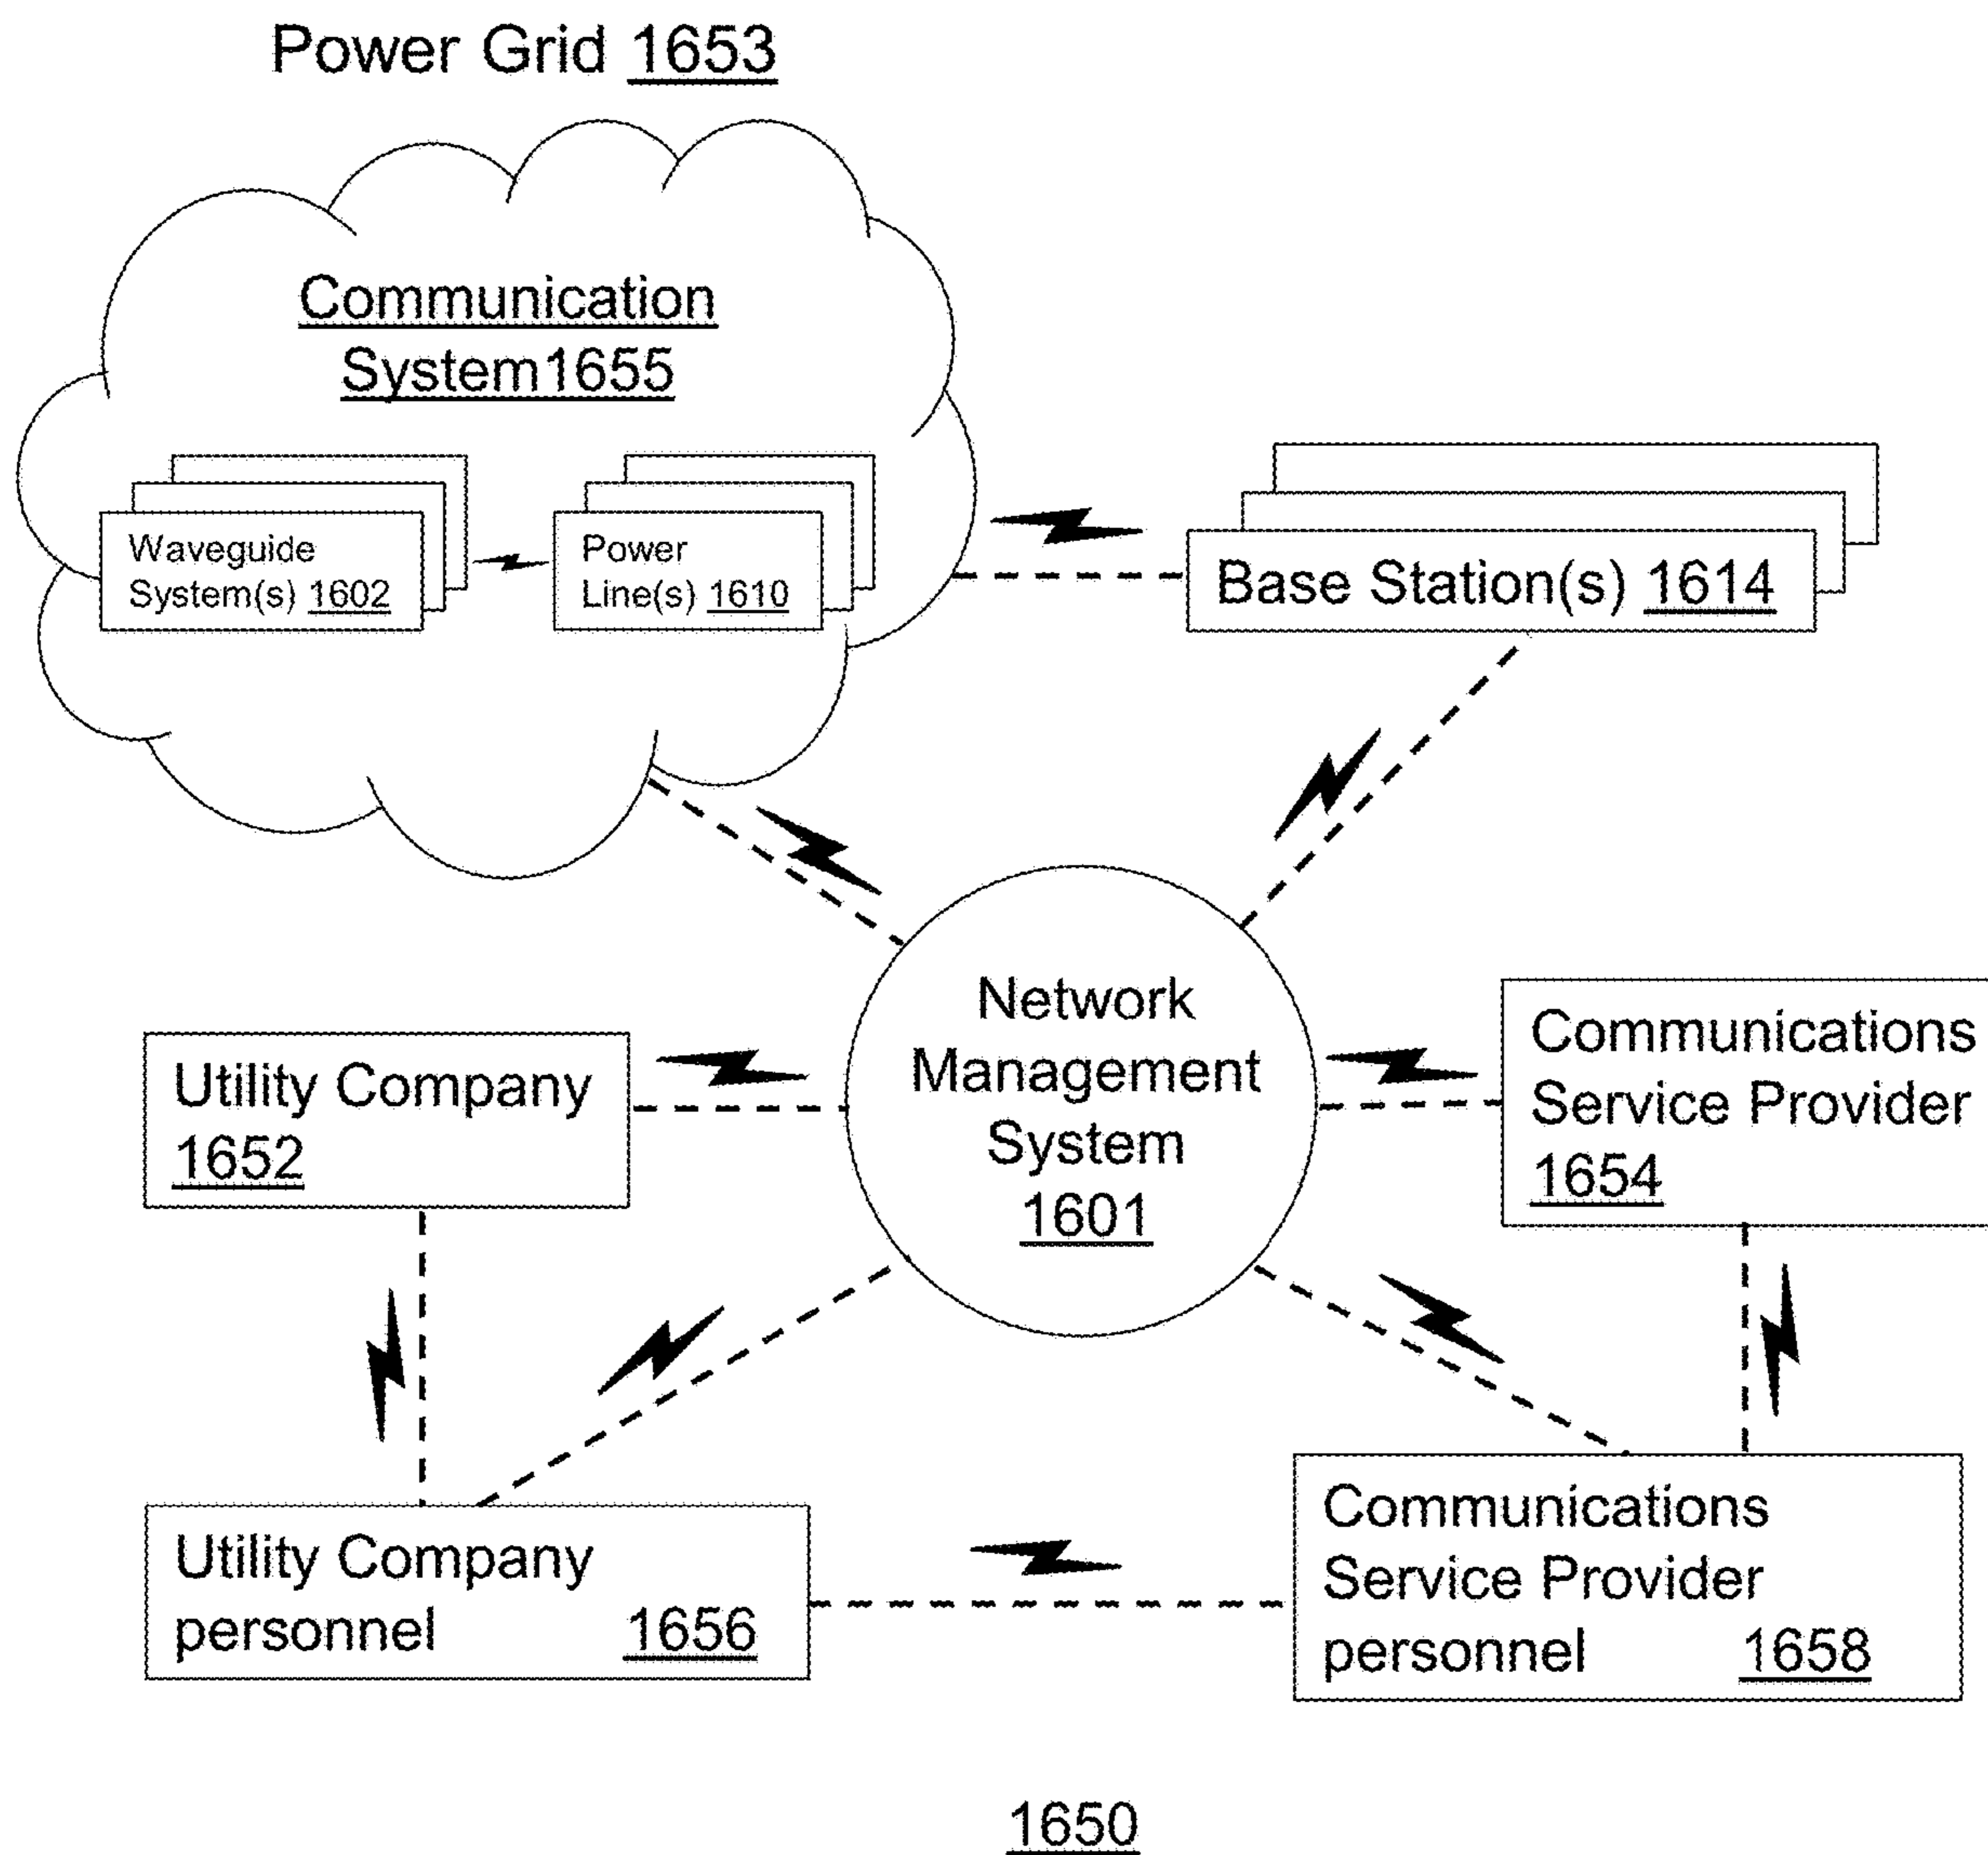 Power Grid 1653
Communication
System1655
Waveguide
System(s) 1602
Power
Line(s) 1610
Base Station(s) 1614
Network
Management
System
1601
Utility Company
1652
Communications
Service Provider
1654
Utility Company
personnel 1656
Communications
Service Provider
personnel 1658
1650